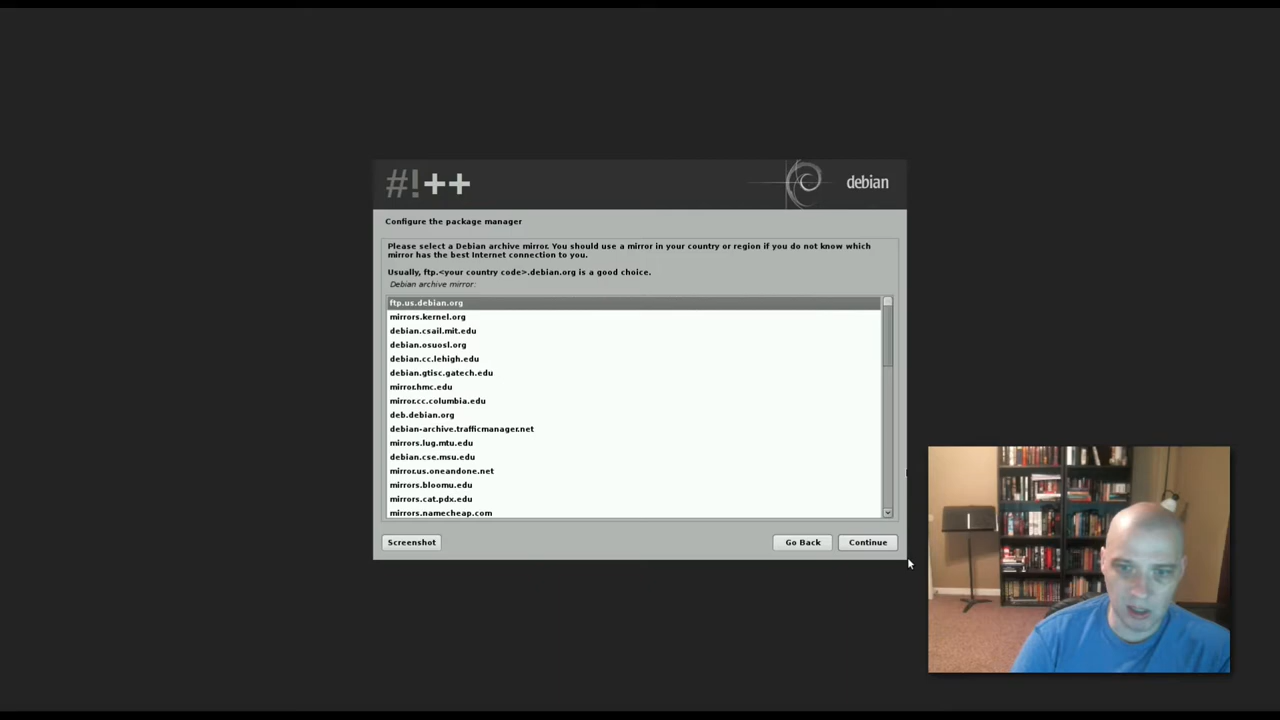 #!++
debian
Configure the package manager
Please select a Debian archive mirror. You should use a mirror in your country or region if you do not know which
mirror has the best Internet connection to you.
Usually, ftp.<your country code>.debian.org is a good choice.
Debian archive mirror:
ftp.us.debian.org
mirrors.kernel.org
debian.csail.mit.edu
debian.osuosl.org
debian.cc.lehigh.edu
debian.gtisc.gatech.edu
mirror.hmc.edu
mirror.cc.columbia.edu
deb.debian.org
debian-archive.trafficmanager.net
mirrors.lug.mtu.edu
debian.cse.msu.edu
mirror.us.oneandone.net
mirrors.bloomu.edu
mirrors.cat.pdx.edu
mirrors.namecheap.com
Screenshot
Go Back
Continue